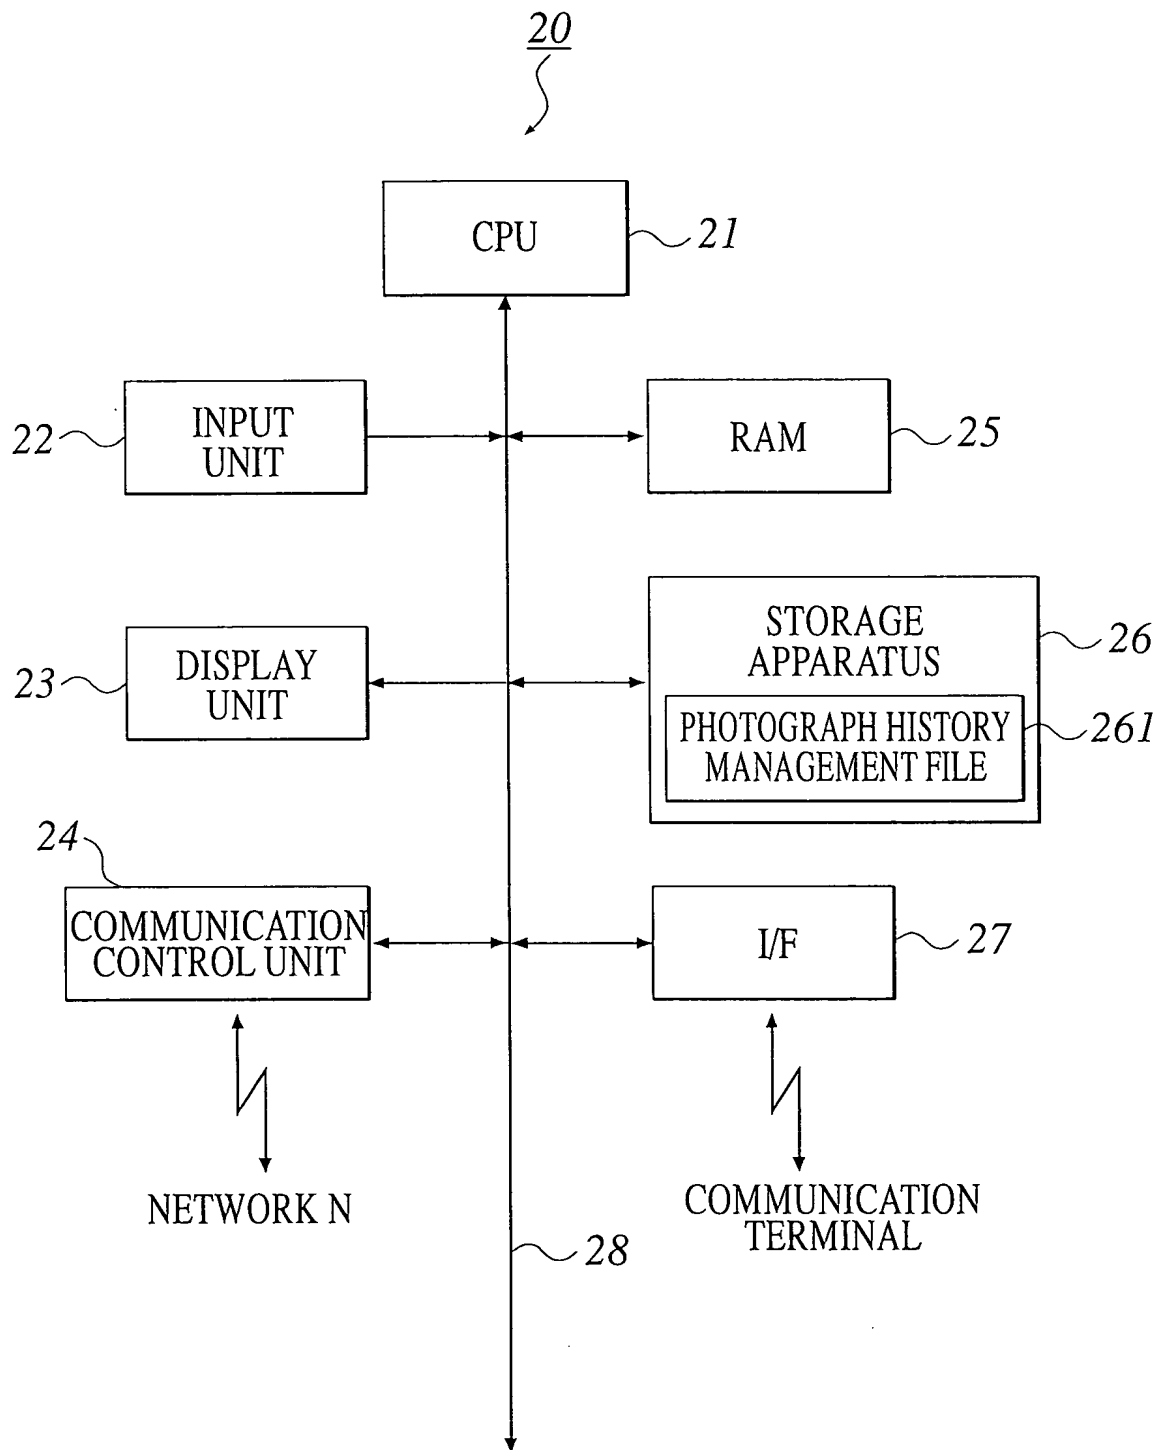 20
CPU
21
INPUT
UNIT
22
RAM
25
DISPLAY
UNIT
23
STORAGE
APPARATUS
26
PHOTOGRAPH HISTORY
MANAGEMENT FILE
261
24
COMMUNICATION
CONTROL UNIT
I/F
27
NETWORK N
COMMUNICATION
TERMINAL
28